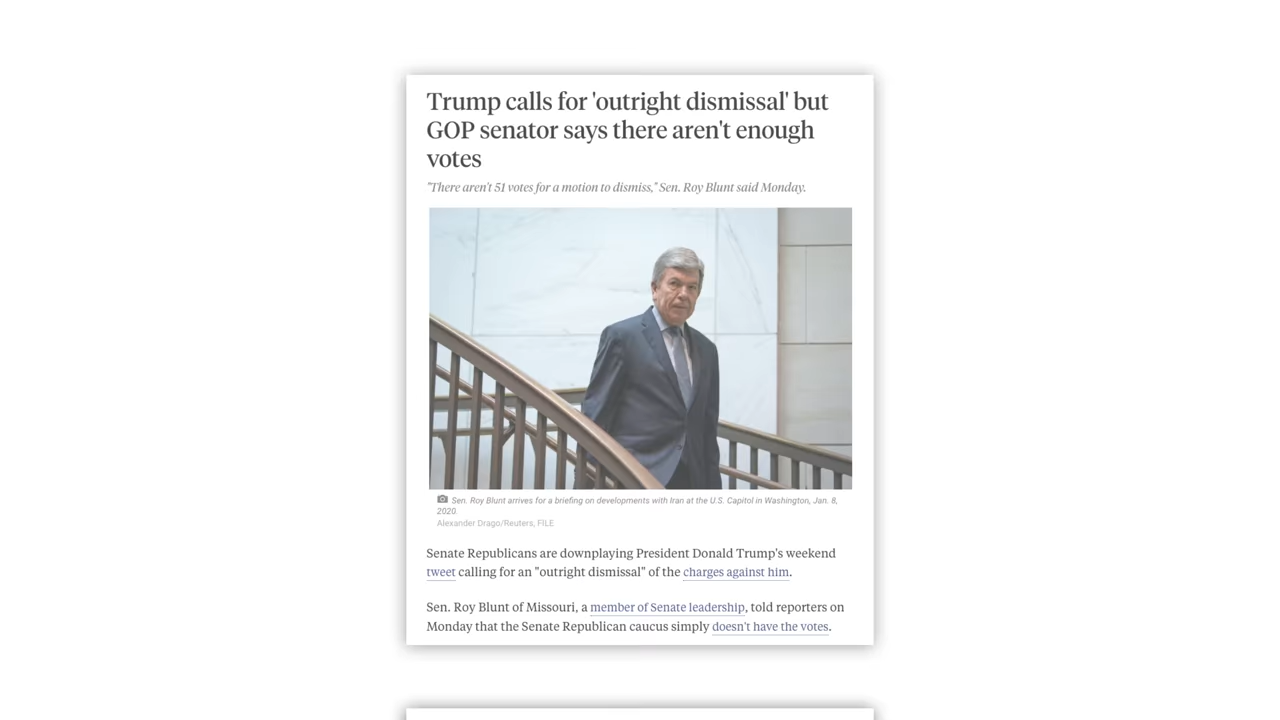 Trump calls for 'outright dismissal' but
GOP senator says there aren't enough
votes
"There aren't 51 votes for a motion to dismiss," Sen. Roy Blunt said Monday.
Sen. Roy Blunt arrives for a briefing on developments with Iran at the U.S. Capitol in Washington, Jan. 8,
2020.
Alexander Drago/Reuters, FILE
Senate Republicans are downplaying President Donald Trump's weekend
tweet calling for an "outright dismissal" of the charges against him.
Sen. Roy Blunt of Missouri, a member of Senate leadership, told reporters on
Monday that the Senate Republican caucus simply doesn't have the votes.